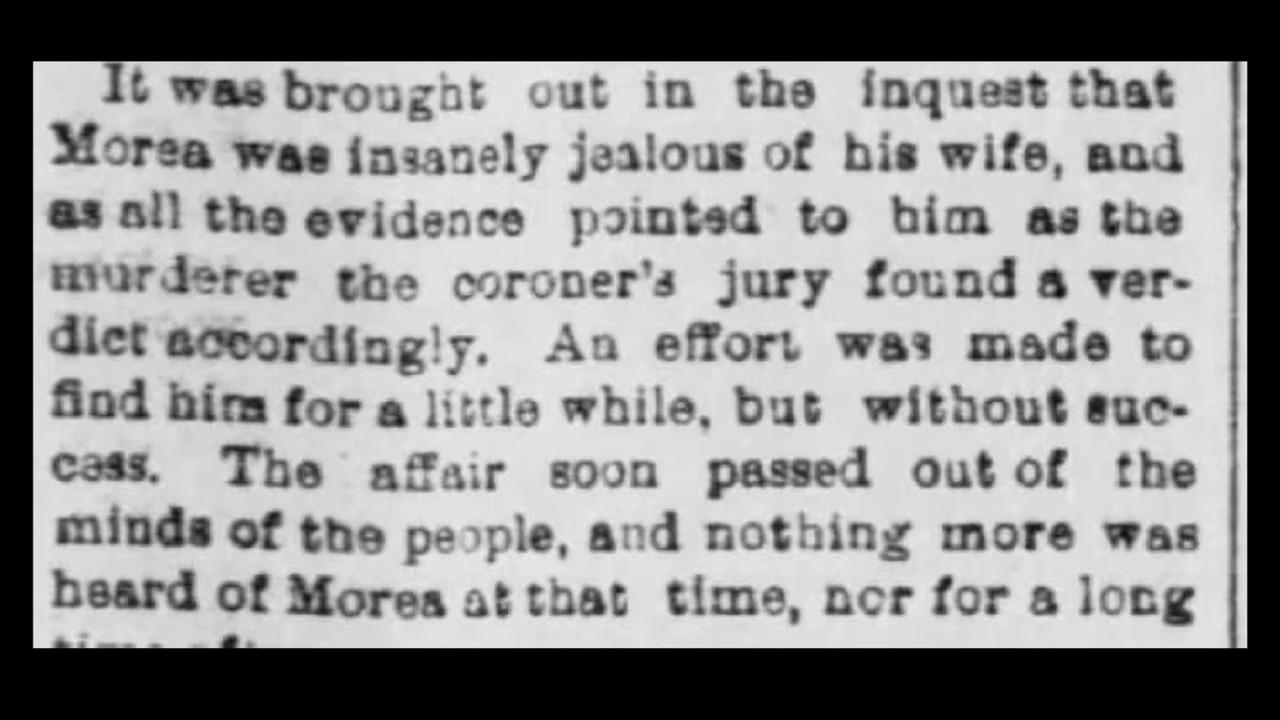 It was brought out in the inquest that
Morea was insanely jealous of his wife, and
as all the evidence pointed to him as the
murderer the coroner's jury found a ver-
dict accordingly. An effort was made to
find him for a little while, but without suc-
cess. The affair soon passed out of the
minds of the people, and nothing more was
heard of Morea at that time, nor for a long